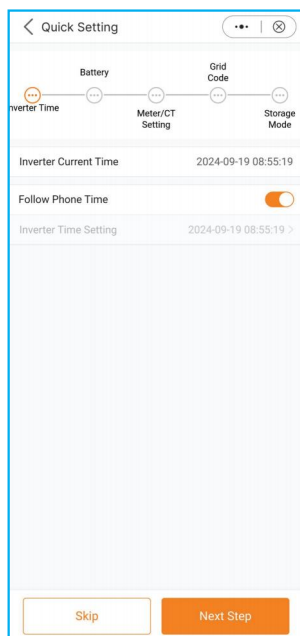 Quick Setting
Battery
Grid
Code
nverter Time
Meter/CT
Setting
Storage
Mode
Inverter Current Time 2024-09-19 08:55:19
Follow Phone Time
Inverter Time Setting 2024-09-19 08:55:19
Skip
Next Step